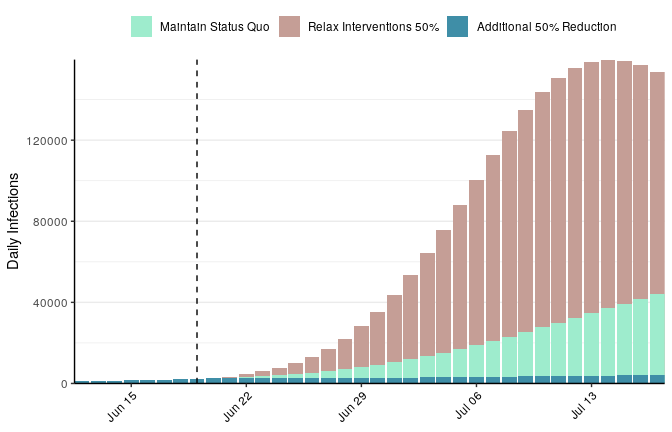 Maintain Status Quo Relax Interventions 50% Additional 50% Reduction
Daily Infections
120000
80000
40000
0
Jun 15 Jun 22 Jun 29 Jul 06 Jul 13